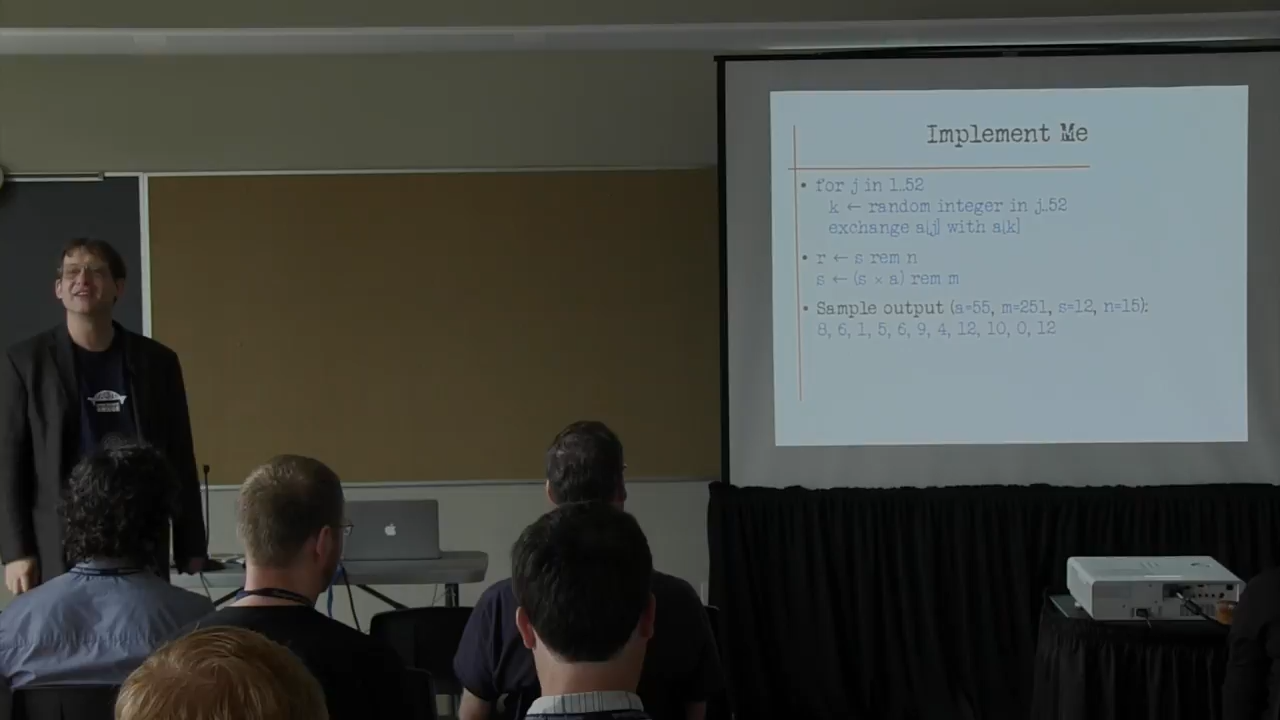 Implement Me
• for j in 1..52
k ← random integer in j..52
exchange a[j] with a[k]
• r ← s rem n
s ← (s × a) rem m
• Sample output (a=55, m=251, s=12, n=15):
8, 6, 1, 5, 6, 9, 4, 12, 10, 0, 12